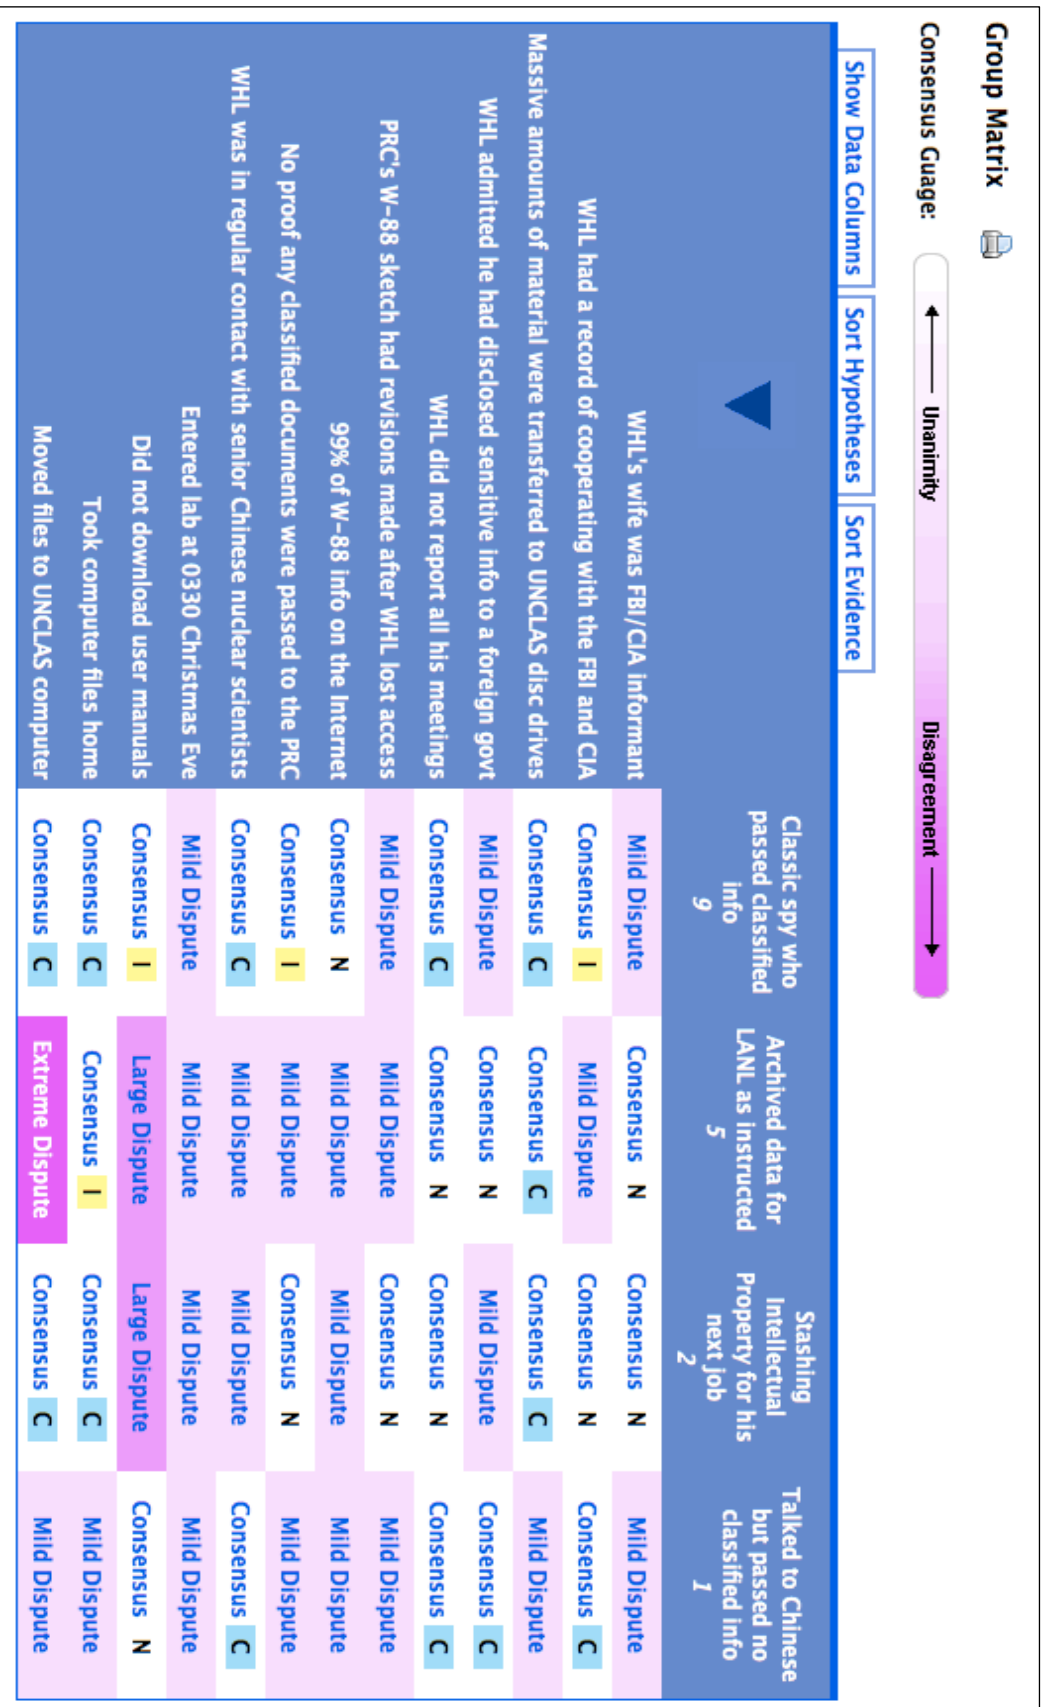 Group Matrix
Consensus Guage:
Unanimity
Disagreement
Show Data Columns
Sort Hypotheses
Sort Evidence
Classic spy who
passed classified
info
9
Archived data for
LANL as instructed
5
Stashing
Intellectual
Property for his
next job
2
Talked to Chinese
but passed no
classified info
1
WHL's wife was FBI/CIA informant Mild Dispute Consensus N Consensus N Mild Dispute
WHL had a record of cooperating with the FBI and CIA Consensus I Mild Dispute Consensus N Consensus C
Massive amounts of material were transferred to UNCLAS disc drives Consensus C Consensus C Consensus C Mild Dispute
WHL admitted he had disclosed sensitive info to a foreign govt Mild Dispute Consensus N Mild Dispute Consensus C
WHL did not report all his meetings Consensus C Consensus N Consensus N Consensus C
PRC's W-88 sketch had revisions made after WHL lost access Mild Dispute Mild Dispute Consensus N Mild Dispute
99% of W-88 info on the Internet Consensus N Mild Dispute Mild Dispute Mild Dispute
No proof any classified documents were passed to the PRC Consensus I Mild Dispute Consensus N Mild Dispute
WHL was in regular contact with senior Chinese nuclear scientists Consensus C Mild Dispute Mild Dispute Consensus C
Entered lab at 0330 Christmas Eve Mild Dispute Mild Dispute Mild Dispute Mild Dispute
Did not download user manuals Consensus I Large Dispute Large Dispute Consensus N
Took computer files home Consensus C Consensus I Consensus C Mild Dispute
Moved files to UNCLAS computer Consensus C Extreme Dispute Consensus C Mild Dispute